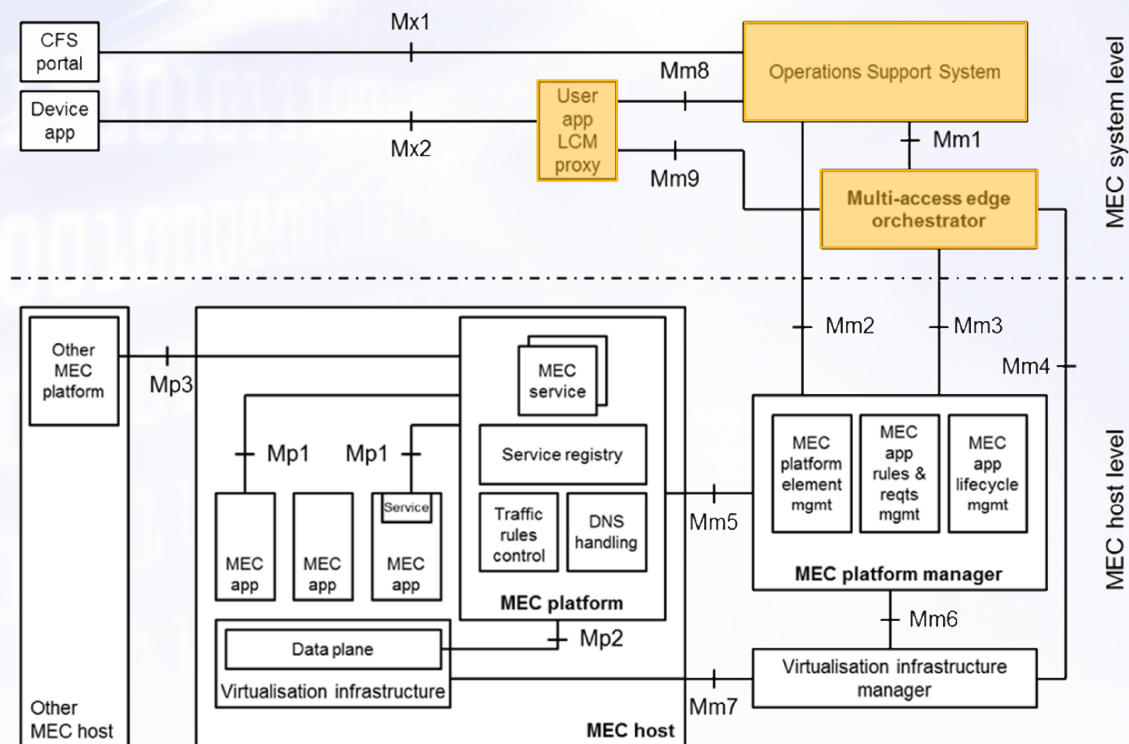 Mx1
CFS
portal
Operations Support System
Mm8
Device
app
User
app
LCM
proxy
Mx2
Mm9
Mm1
Multi-access edge
orchestrator
MEC system level
Mm2
Mm3
Mm4
Other
MEC
platform
Mp3
MEC
service
Service registry
Traffic
rules
control
DNS
handling
MEC platform
Mp1
Mp1
Service
MEC
app
MEC
app
MEC
app
Mm5
MEC
platform
element
mgmt
MEC
app
rules &
reqts
mgmt
MEC
app
lifecycle
mgmt
MEC platform manager
MEC host level
Mp2
Mm6
Data plane
Virtualisation infrastructure
Virtualisation infrastructure
manager
Mm7
Other
MEC host
MEC host